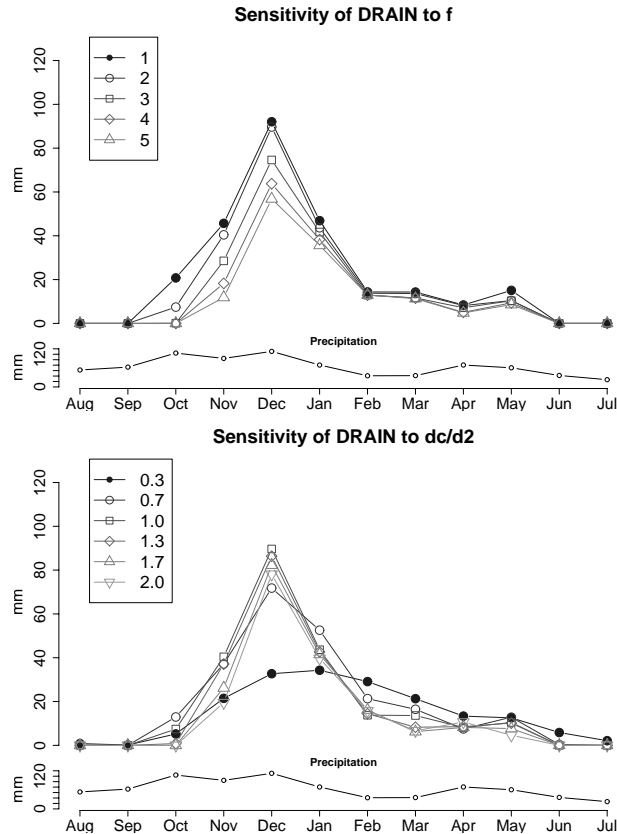 Sensitivity of DRAIN to f
120
100
80
60
40
20
0
mm
1
2
3
4
5
Precipitation
120
0
mm
Aug Sep Oct Nov Dec Jan Feb Mar Apr May Jun Jul
Sensitivity of DRAIN to dc/d2
120
100
80
60
40
20
0
mm
0.3
0.7
1.0
1.3
1.7
2.0
Precipitation
120
0
mm
Aug Sep Oct Nov Dec Jan Feb Mar Apr May Jun Jul